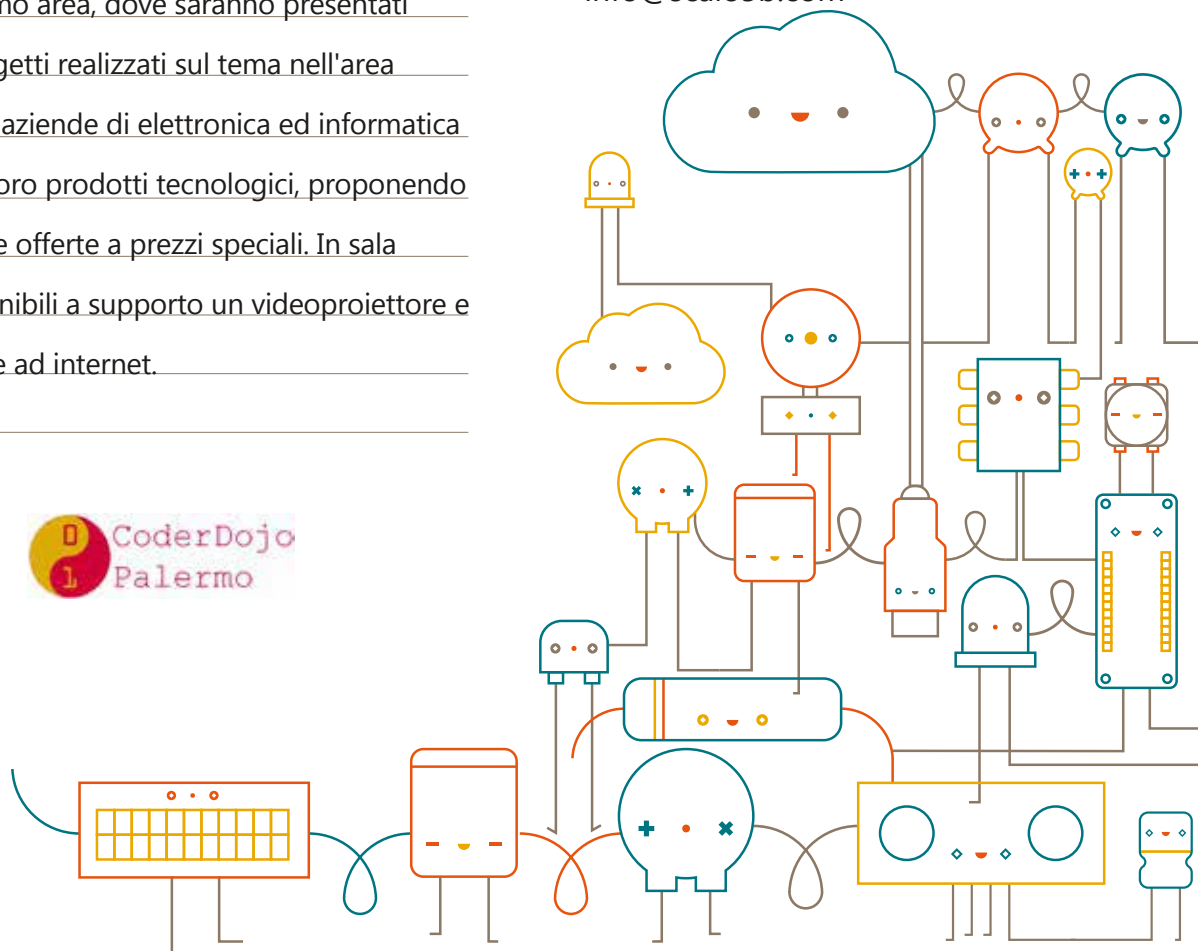 mo area, dove saranno presentati
getti realizzati sul tema nell'area
aziende di elettronica ed informatica
oro prodotti tecnologici, proponendo
e offerte a prezzi speciali. In sala
nibili a supporto un videoproiettore e
e ad internet.
D
1
CoderDojo
Palermo